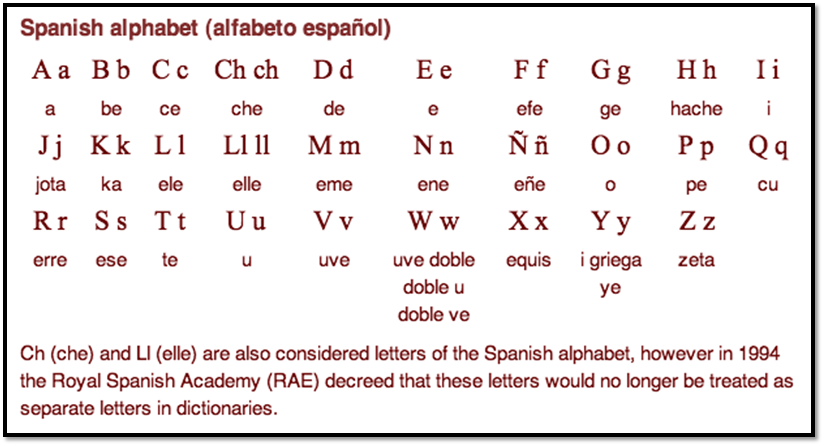 Spanish alphabet (alfabeto español)
A a B b C c Ch ch D d E e F f G g H h I i
a be ce che de e efe ge hache i
J j K k L l Ll ll M m N n Ñ ñ O o P p Q q
jota ka ele elle eme ene eñe o pe cu
R r S s T t U u V v W w X x Y y Z z
erre ese te u uve uve doble equis i griega zeta
doble u ye
doble ve
Ch (che) and Ll (elle) are also considered letters of the Spanish alphabet, however in 1994
the Royal Spanish Academy (RAE) decreed that these letters would no longer be treated as
separate letters in dictionaries.